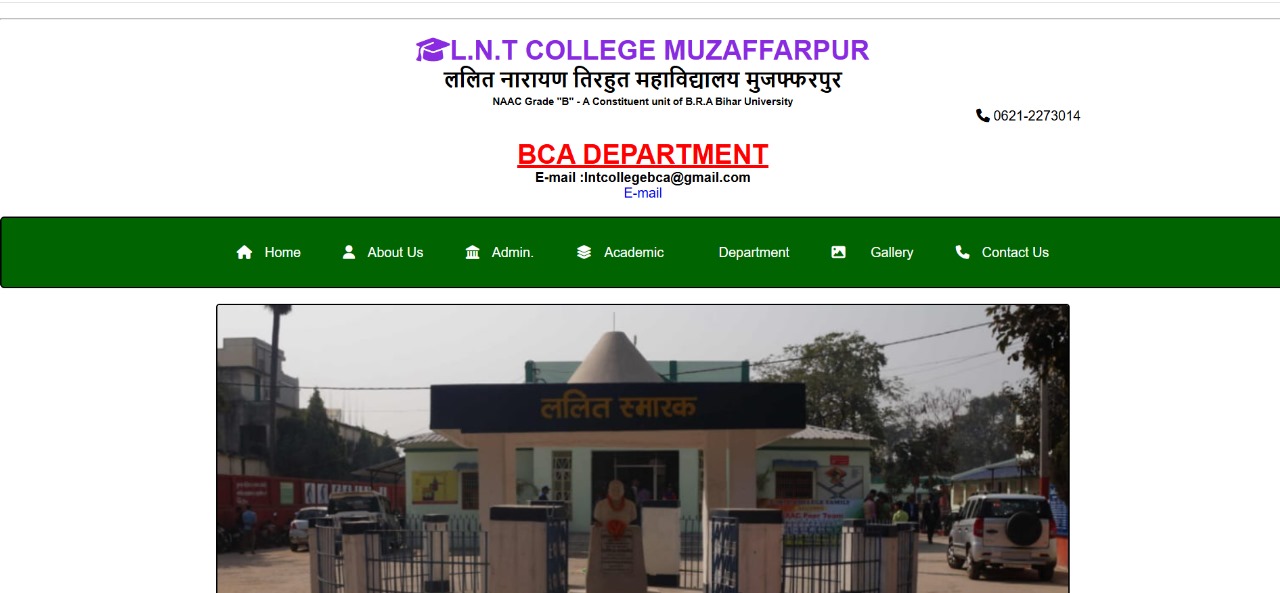 L.N.T COLLEGE MUZAFFARPUR
ललित नारायण तिरहुत महाविद्यालय मुजफ्फरपुर
NAAC Grade "B" - A Constituent unit of B.R.A Bihar University
0621-2273014
BCA DEPARTMENT
E-mail :lntcollegebca@gmail.com
E-mail
Home About Us Admin. Academic Department Gallery Contact Us
ललित स्मारक